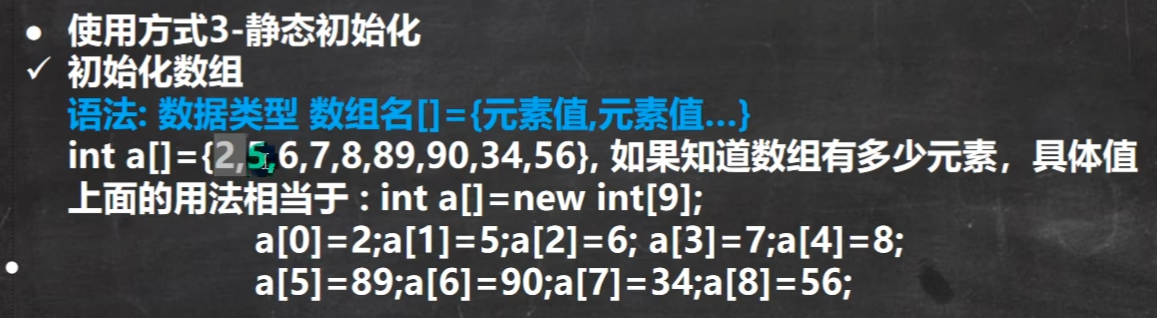 ● 使用方式3-静态初始化
✓ 初始化数组
语法: 数据类型 数组名[]={元素值,元素值...}
int a[]={2,5,6,7,8,89,90,34,56}, 如果知道数组有多少元素，具体值
上面的用法相当于 : int a[]=new int[9];
a[0]=2;a[1]=5;a[2]=6; a[3]=7;a[4]=8;
●
a[5]=89;a[6]=90;a[7]=34;a[8]=56;